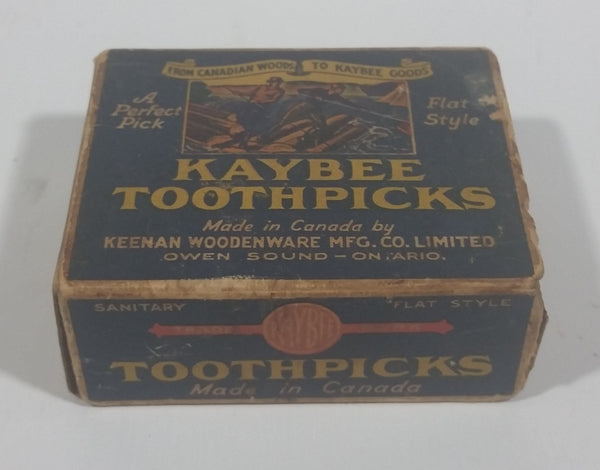 FROM CANADIAN WOODS TO KAYBEE GOODS
A Perfect Pick
Flat Style
KAYBEE
TOOTHPICKS
Made in Canada by
KEENAN WOODENWARE MFG. CO. LIMITED
OWEN SOUND - ONTARIO.
SANITARY
"FLAT STYLE
TRADE
KAYBEE
TOOTHPICKS
Made in Canada